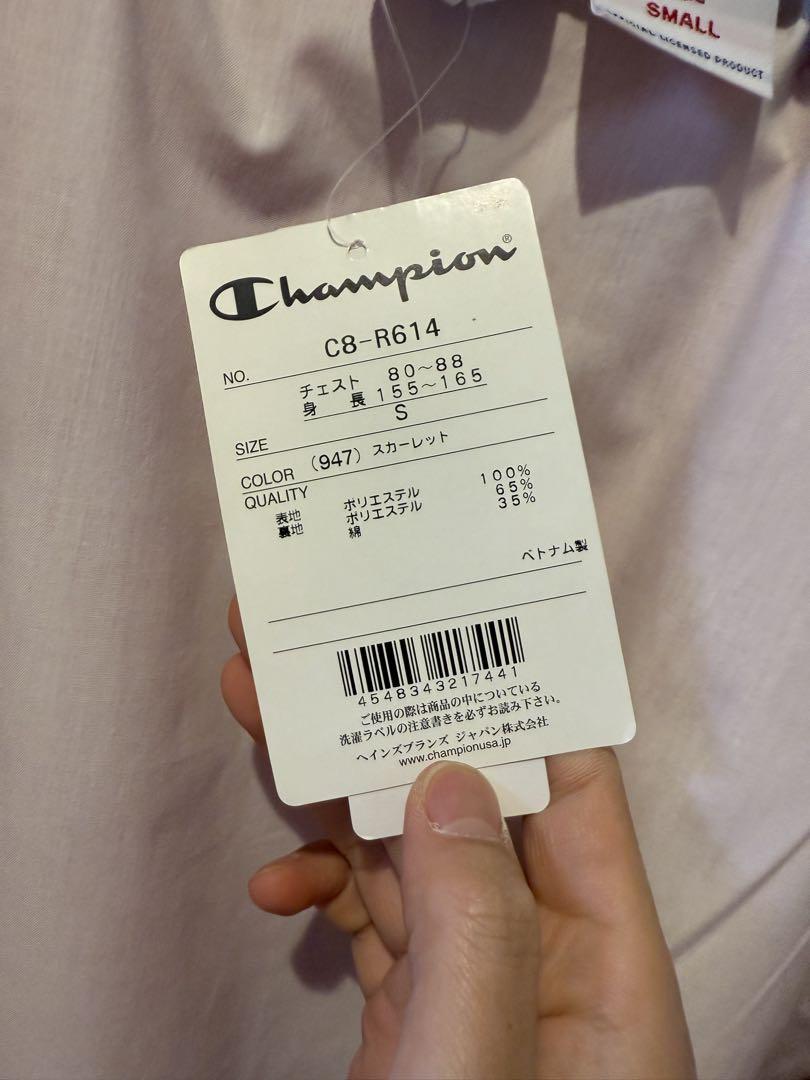 SMALL
OFFICIAL LICENSED PRODUCT
Champion®
NO. C8-R614
チェスト 80～88
身 長 155～165
SIZE S
COLOR (947) スカーレット
QUALITY
表地 ポリエステル 100%
裏地 ポリエステル 65%
綿 35%
ベトナム製
4548343217441
ご使用の際は商品の中についている
洗濯ラベルの注意書きを必ずお読み下さい。
ヘインズブランズ ジャパン株式会社
www.championusa.jp